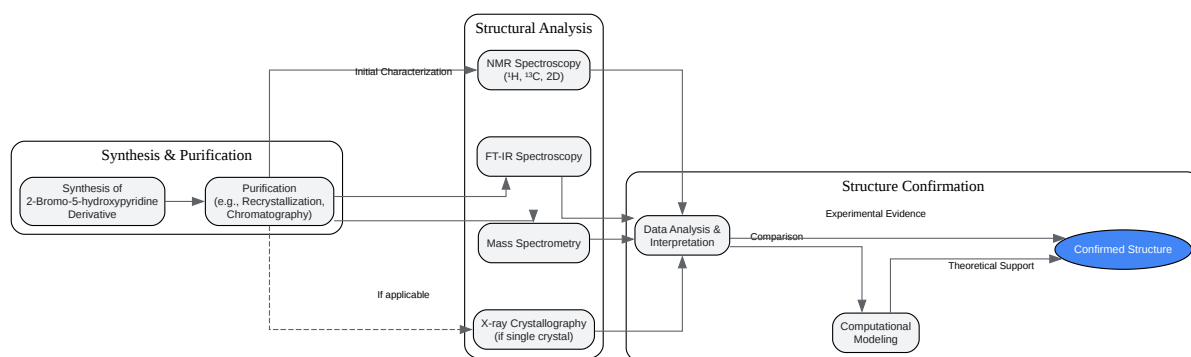 Structural Analysis
NMR Spectroscopy
(¹H, ¹³C, 2D)
Initial Characterization
Synthesis & Purification
Synthesis of
2-Bromo-5-hydroxypyridine
Derivative
Purification
(e.g., Recrystallization,
Chromatography)
FT-IR Spectroscopy
Mass Spectrometry
If applicable
X-ray Crystallography
(if single crystal)
Structure Confirmation
Experimental Evidence
Data Analysis &
Interpretation
Comparison
Confirmed Structure
Theoretical Support
Computational
Modeling